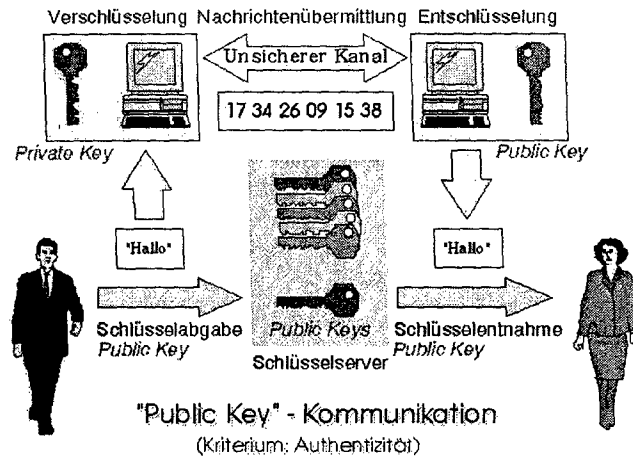 Verschlüsselung Nachrichtenübermittlung Entschlüsselung
Unsicherer Kanal
17 34 26 09 15 38
Private Key
Public Key
"Hallo"
"Hallo"
Schlüsselabgabe
Public Key
Public Keys
Schlüsselserver
Schlüsselentnahme
Public Key
"Public Key" - Kommunikation
(Kriterium: Authentizität)